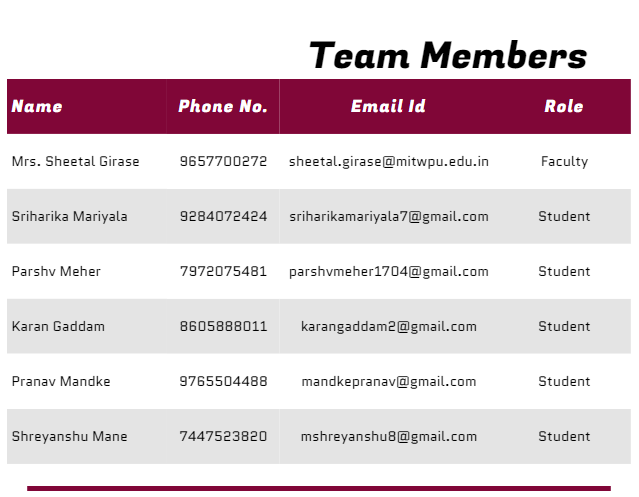 Team Members
Name Phone No. Email Id Role
Mrs. Sheetal Girase 9657700272 sheetal.girase@mitwpu.edu.in Faculty
Sriharika Mariyala 9284072424 sriharikamariyala7@gmail.com Student
Parshv Meher 7972075481 parshvmeher1704@gmail.com Student
Karan Gaddam 8605888011 karangaddam2@gmail.com Student
Pranav Mandke 9765504488 mandkepranav@gmail.com Student
Shreyanshu Mane 7447523820 mshreyanshu8@gmail.com Student